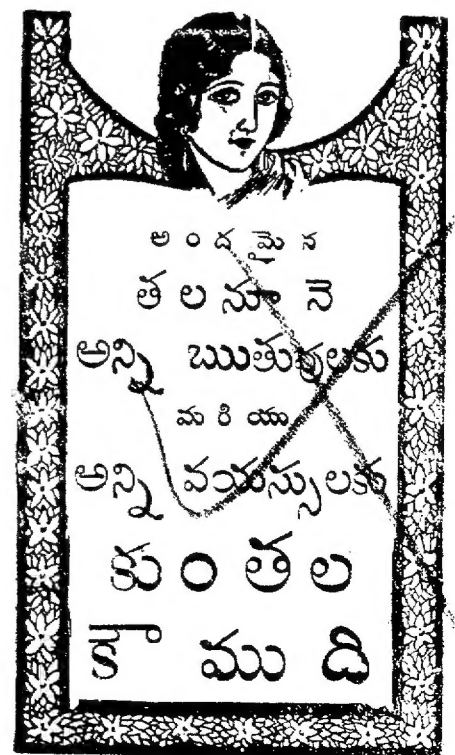 అందమైన
తలనూనె
అన్ని ఋతువులకు
మరియు
అన్ని వయస్సులకు
కుంతల
కౌముది